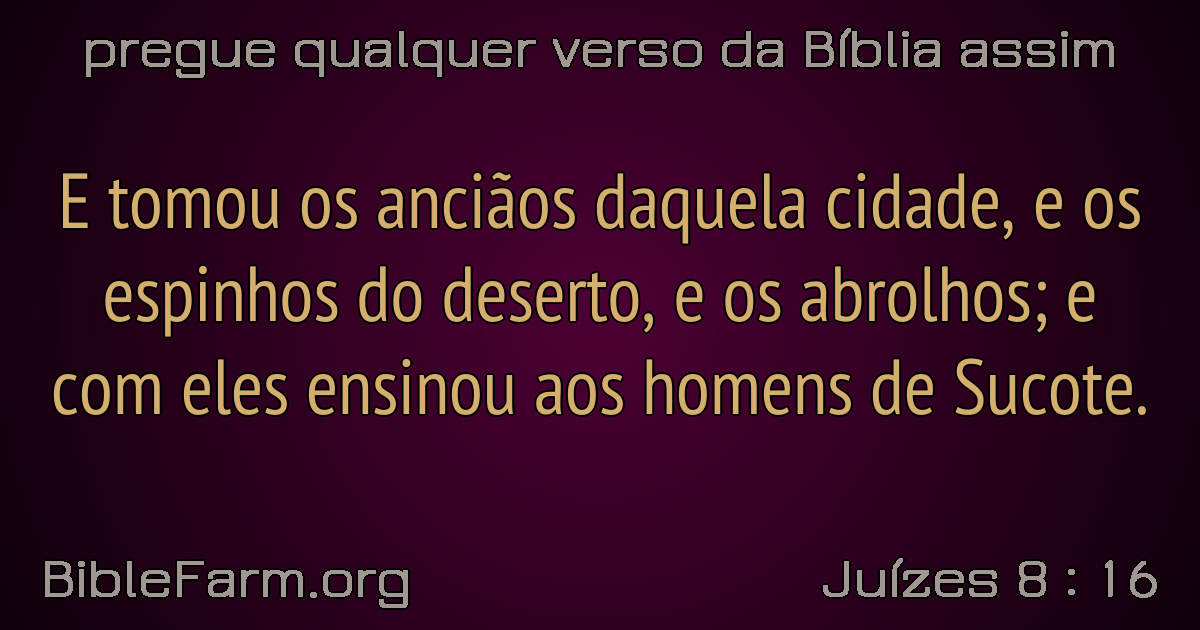 pregue qualquer verso da Bíblia assim
E tomou os anciãos daquela cidade, e os
espinhos do deserto, e os abrolhos; e
com eles ensinou aos homens de Sucote.
BibleFarm.org
Juízes 8 : 16